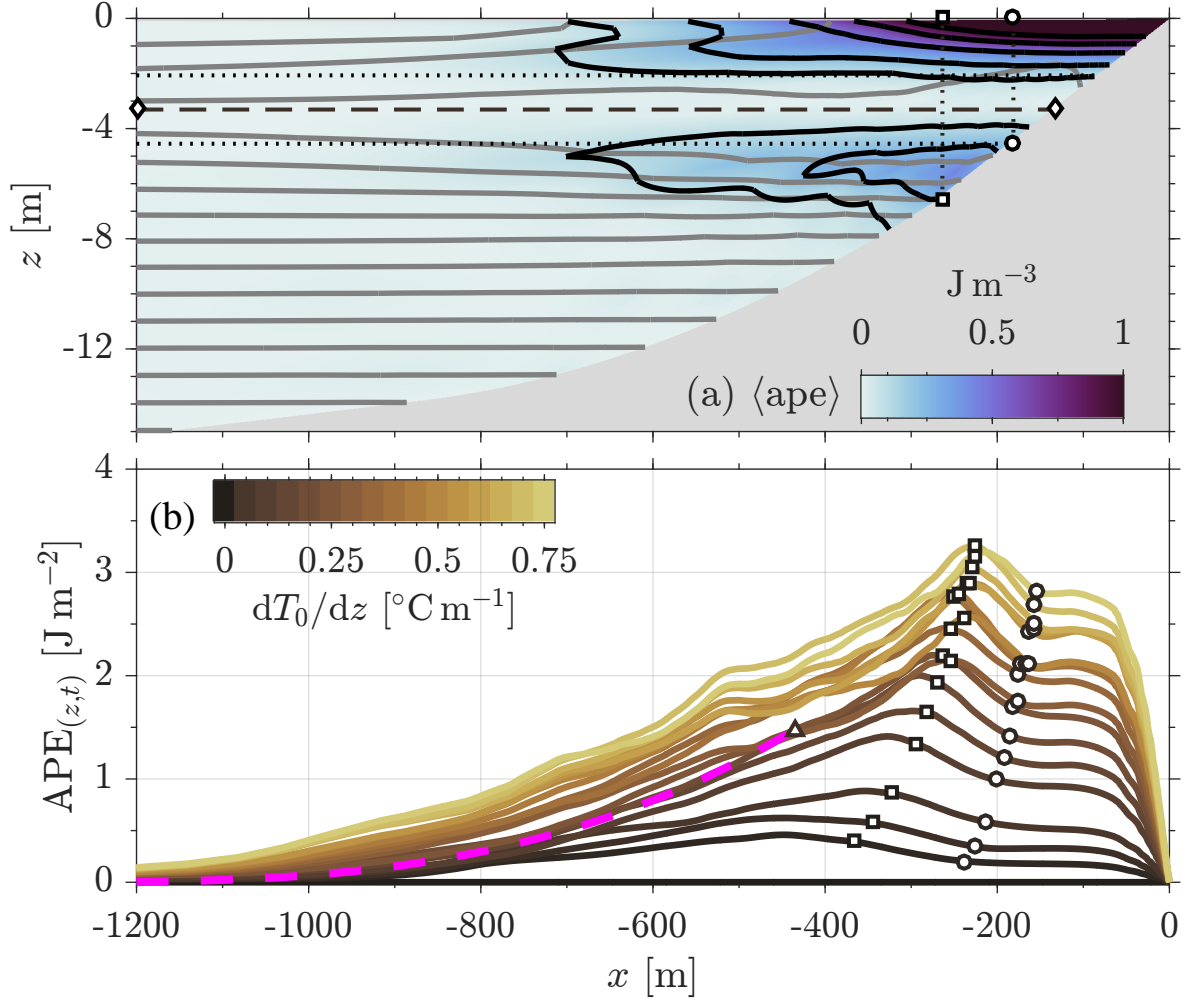 0
-4
-8
-12
z [m]
J m⁻³
0 0.5 1
(a) ⟨ape⟩
4
3
2
1
0
APE(z,t) [J m⁻²]
(b)
0 0.25 0.5 0.75
dT₀/dz [°C m⁻¹]
-1200 -1000 -800 -600 -400 -200 0
x [m]